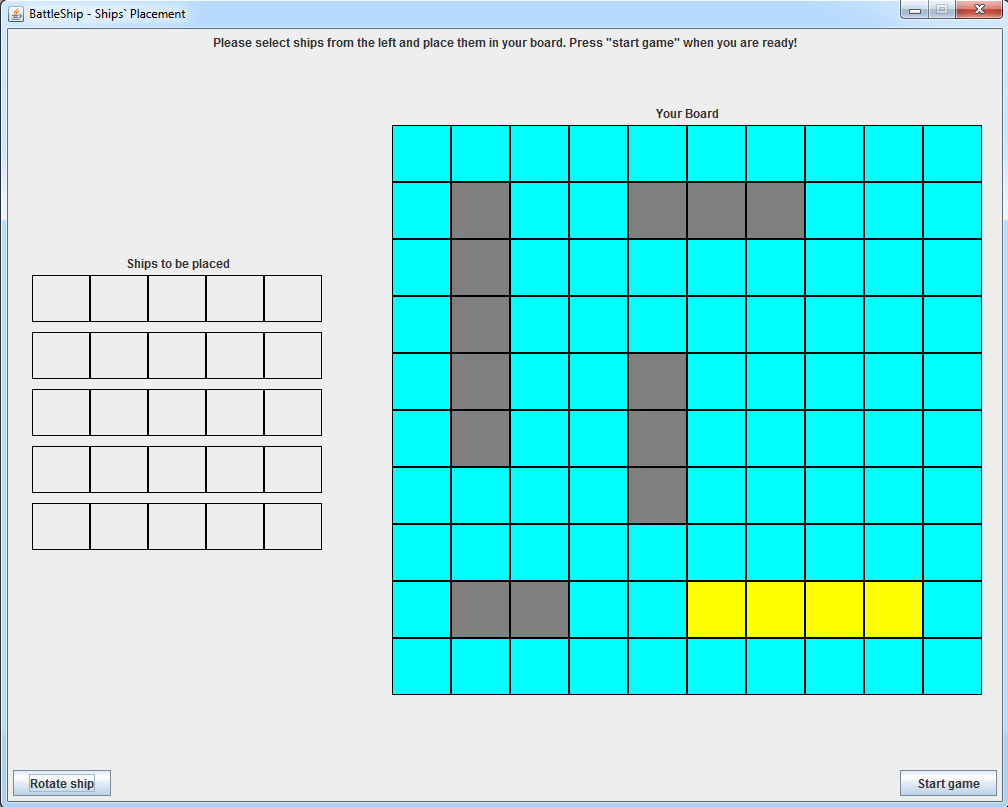 BattleShip - Ships` Placement
Please select ships from the left and place them in your board. Press "start game" when you are ready!
Your Board
Ships to be placed
Rotate ship
Start game